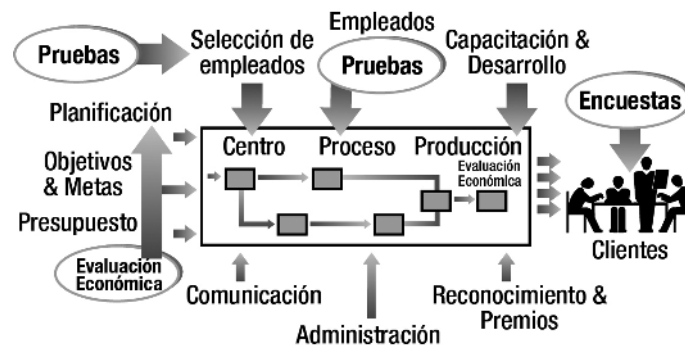 Empleados
Pruebas
Selección de
empleados
Pruebas
Capacitación &
Desarrollo
Encuestas
Planificación
Centro
Proceso
Producción
Evaluación
Económica
Objetivos
& Metas
Presupuesto
Evaluación
Económica
Clientes
Comunicación
Reconocimiento &
Premios
Administración